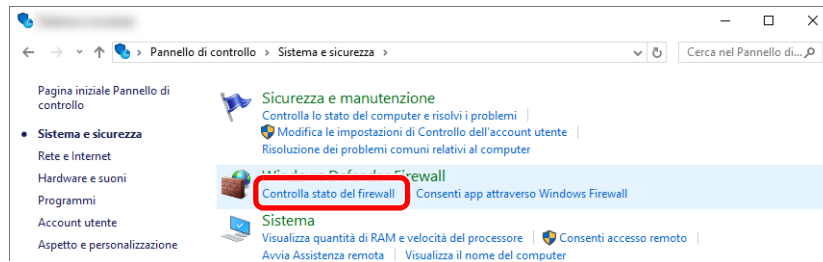 Pannello di controllo > Sistema e sicurezza >
Cerca nel Pannello di...
Pagina iniziale Pannello di
controllo
Sistema e sicurezza
Rete e Internet
Hardware e suoni
Programmi
Account utente
Aspetto e personalizzazione
Sicurezza e manutenzione
Controlla lo stato del computer e risolvi i problemi
Modifica le impostazioni di Controllo dell'account utente
Risoluzione dei problemi comuni relativi al computer
Windows Defender Firewall
Controlla stato del firewall Consenti app attraverso Windows Firewall
Sistema
Visualizza quantità di RAM e velocità del processore Consenti accesso remoto
Avvia Assistenza remota Visualizza il nome del computer